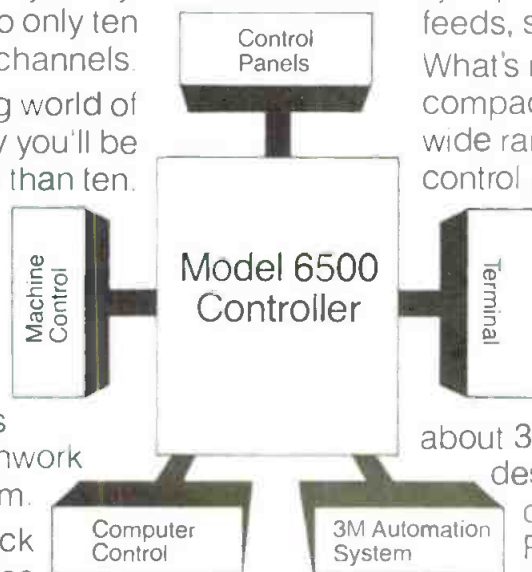 o only ten
channels.
g world of
y you'll be
than ten.
s
nwork
m.
ck
Control
Panels
Machine
Control
Model 6500
Controller
Terminal
Computer
Control
3M Automation
System
feeds, s
What's r
compac
wide ran
control
about 3
des